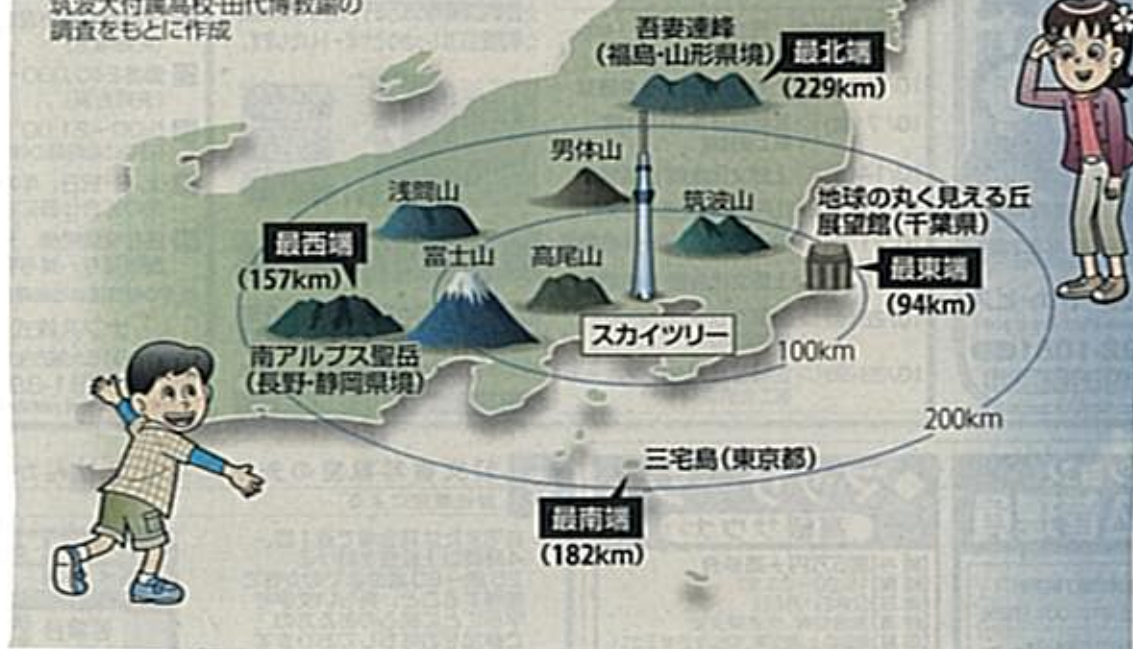 筑波大付属高校・田代博教諭の
調査をもとに作成
吾妻連峰
(福島・山形県境)
最北端
(229km)
男体山
浅間山
筑波山
地球の丸く見える丘
展望館(千葉県)
最西端
(157km)
富士山
高尾山
最東端
(94km)
スカイツリー
100km
南アルプス聖岳
(長野・静岡県境)
200km
三宅島(東京都)
最南端
(182km)